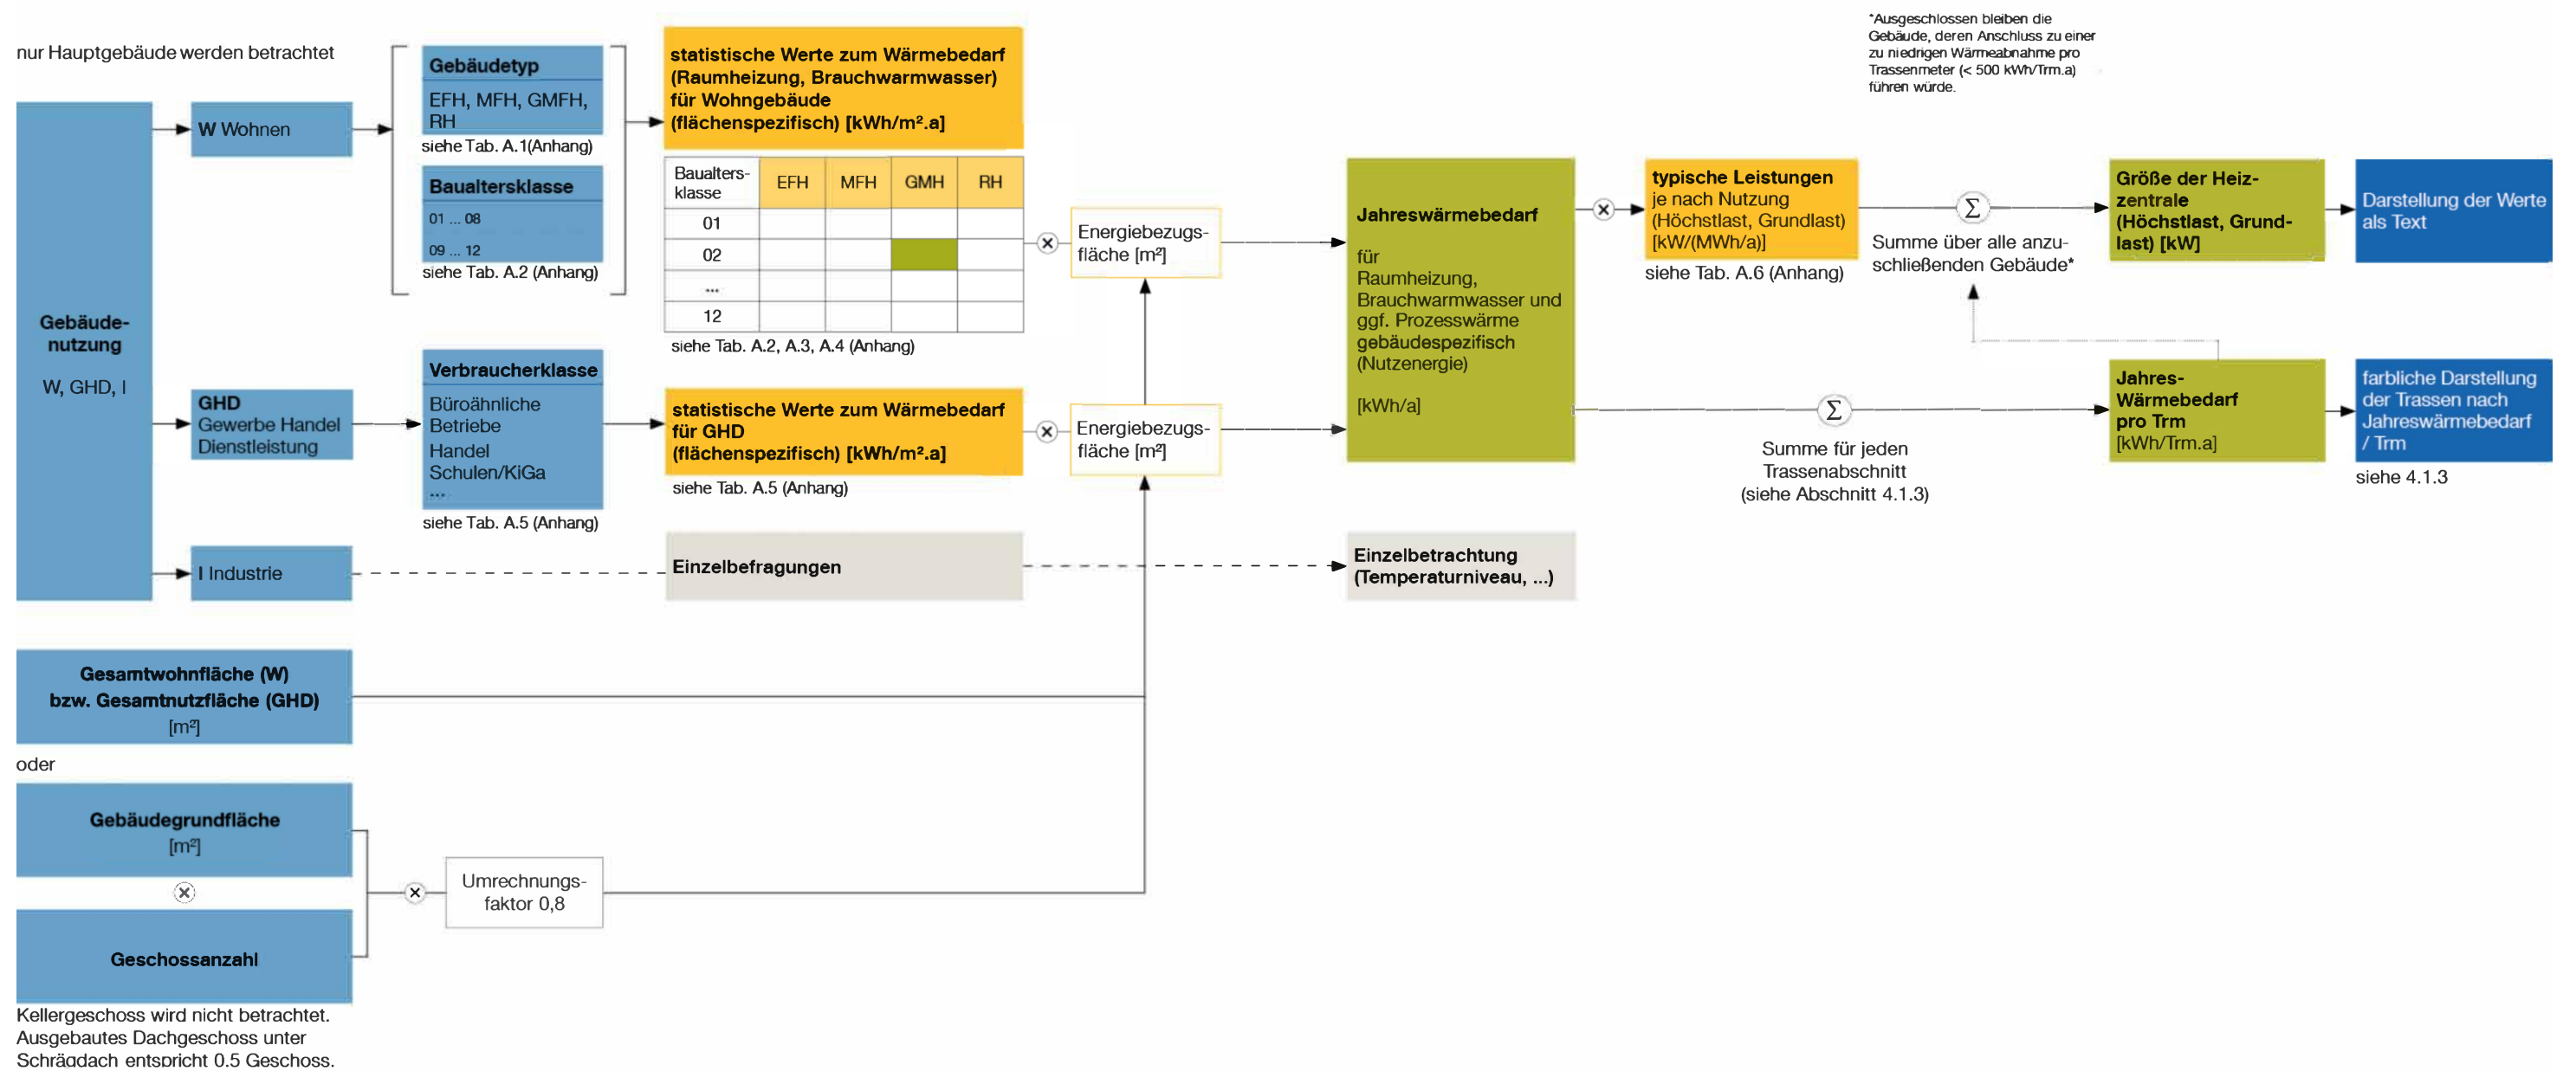 nur Hauptgebäude werden betrachtet
Gebäude-
nutzung
W, GHD, I
W Wohnen
Gebäudetyp
EFH, MFH, GMFH,
RH
siehe Tab. A.1(Anhang)
Baualtersklasse
01 ... 08
09 ... 12
siehe Tab. A.2 (Anhang)
statistische Werte zum Wärmebedarf
(Raumheizung, Brauchwarmwasser)
für Wohngebäude
(flächenspezifisch) [kWh/m².a]
Baualters-
klasse
EFH
MFH
GMH
RH
01
02
...
12
siehe Tab. A.2, A.3, A.4 (Anhang)
×
Energiebezugs-
fläche [m²]
GHD
Gewerbe Handel
Dienstleistung
Verbraucherklasse
Büroähnliche
Betriebe
Handel
Schulen/KiGa
...
siehe Tab. A.5 (Anhang)
statistische Werte zum Wärmebedarf
für GHD
(flächenspezifisch) [kWh/m².a]
siehe Tab. A.5 (Anhang)
×
Energiebezugs-
fläche [m²]
I Industrie
Einzelbefragungen
Einzelbetrachtung
(Temperaturniveau, ...)
Jahreswärmebedarf
für
Raumheizung,
Brauchwarmwasser und
ggf. Prozesswärme
gebäudespezifisch
(Nutzenergie)
[kWh/a]
×
typische Leistungen
je nach Nutzung
(Höchstlast, Grundlast)
[kW/(MWh/a)]
siehe Tab. A.6 (Anhang)
*Ausgeschlossen bleiben die
Gebäude, deren Anschluss zu einer
zu niedrigen Wärmeabnahme pro
Trassenmeter (< 500 kWh/Trm.a)
führen würde.
Σ
Summe über alle anzu-
schließenden Gebäude*
Größe der Heiz-
zentrale
(Höchstlast, Grund-
last) [kW]
Darstellung der Werte
als Text
Σ
Summe für jeden
Trassenabschnitt
(siehe Abschnitt 4.1.3)
Jahres-
Wärmebedarf
pro Trm
[kWh/Trm.a]
farbliche Darstellung
der Trassen nach
Jahreswärmebedarf
/ Trm
siehe 4.1.3
Gesamtwohnfläche (W)
bzw. Gesamtnutzfläche (GHD)
[m²]
oder
Gebäudegrundfläche
[m²]
×
Geschossanzahl
×
Umrechnungs-
faktor 0,8
Kellergeschoss wird nicht betrachtet.
Ausgebautes Dachgeschoss unter
Schrägdach entspricht 0.5 Geschoss.